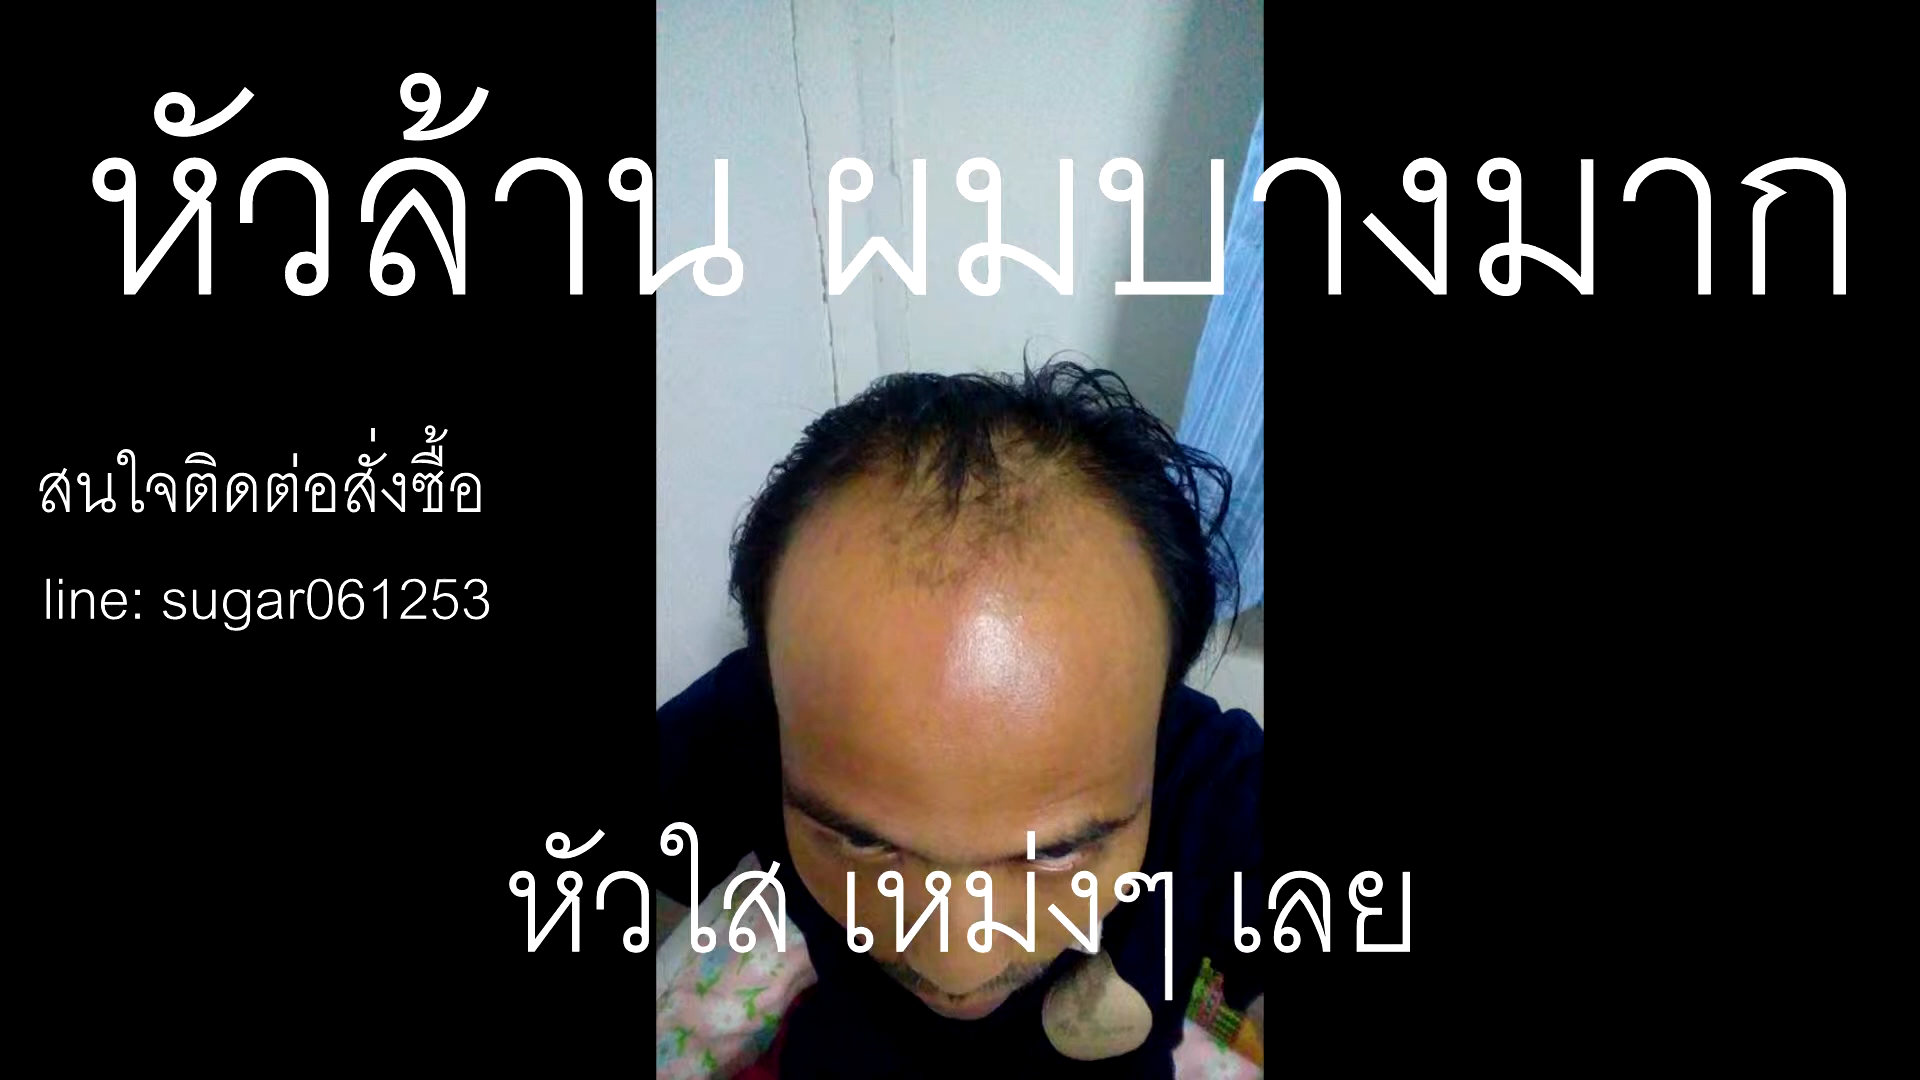 หัวล้าน ผมบางมาก
สนใจติดต่อสั่งซื้อ
line: sugar061253
หัวใส เหม่งๆ เลย